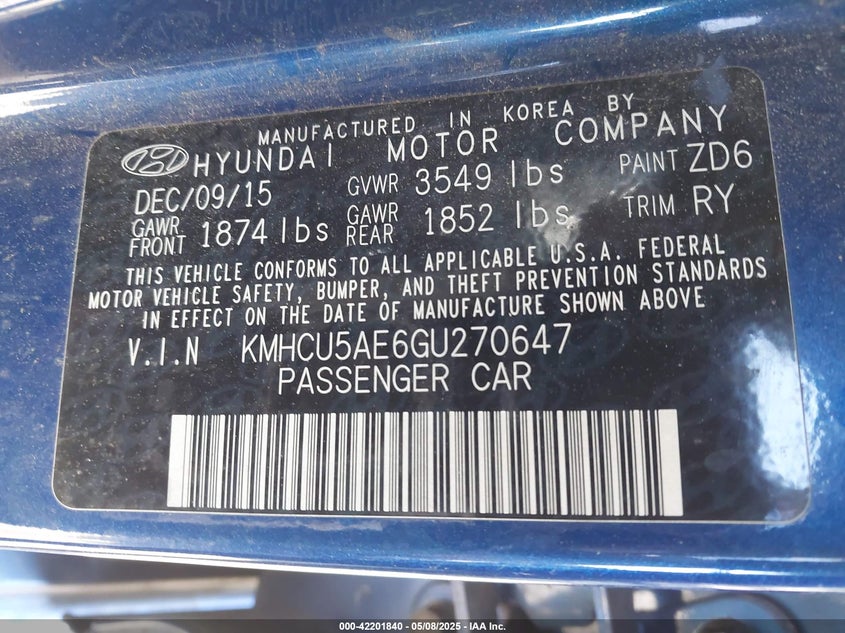 MANUFACTURED IN KOREA BY
HYUNDAI MOTOR COMPANY
DEC/09/15 GVWR 3549 lbs PAINT ZD6
GAWR FRONT 1874 lbs GAWR REAR 1852 lbs TRIM RY
THIS VEHICLE CONFORMS TO ALL APPLICABLE U.S.A. FEDERAL
MOTOR VEHICLE SAFETY, BUMPER, AND THEFT PREVENTION STANDARDS
IN EFFECT ON THE DATE OF MANUFACTURE SHOWN ABOVE
V.I.N KMHCU5AE6GU270647
PASSENGER CAR
000-42201840 - 05/08/2025 - IAA Inc.